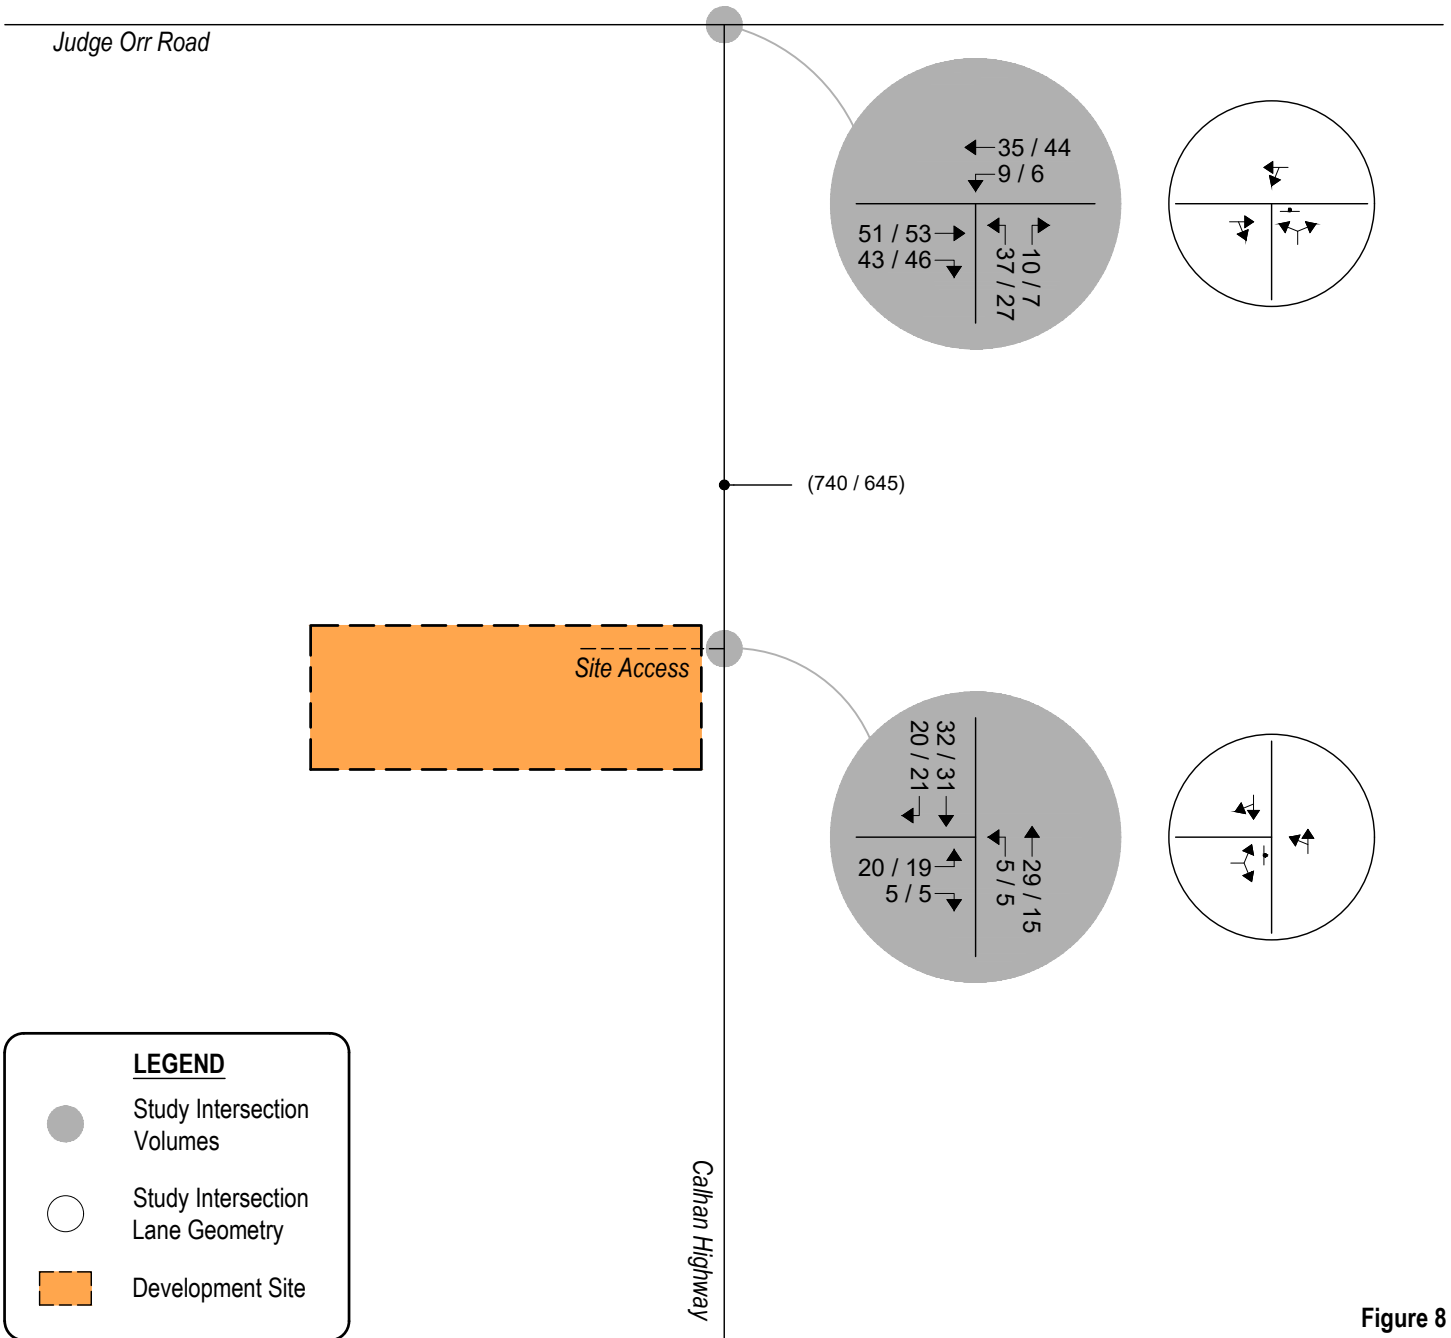 Judge Orr Road
35 / 44
9 / 6
51 / 53
43 / 46
37 / 27
10 / 7
(740 / 645)
Site Access
20 / 21
32 / 31
20 / 19
5 / 5
5 / 5
29 / 15
Calhan Highway
LEGEND
Study Intersection
Volumes
Study Intersection
Lane Geometry
Development Site
Figure 8